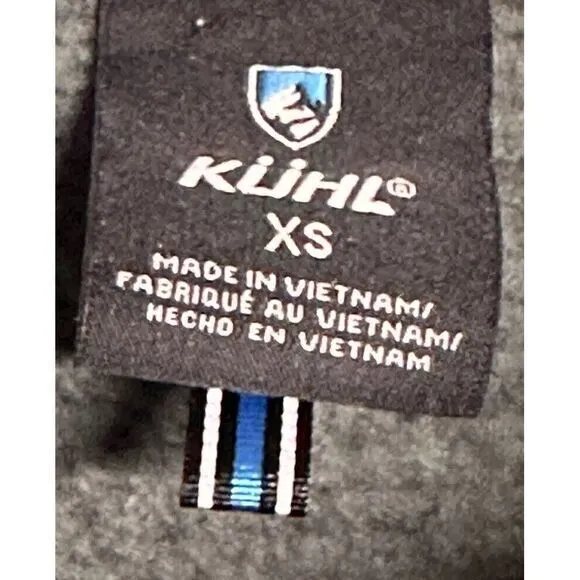 KÜHL®
XS
MADE IN VIETNAM/
FABRIQUÉ AU VIETNAM/
HECHO EN VIETNAM